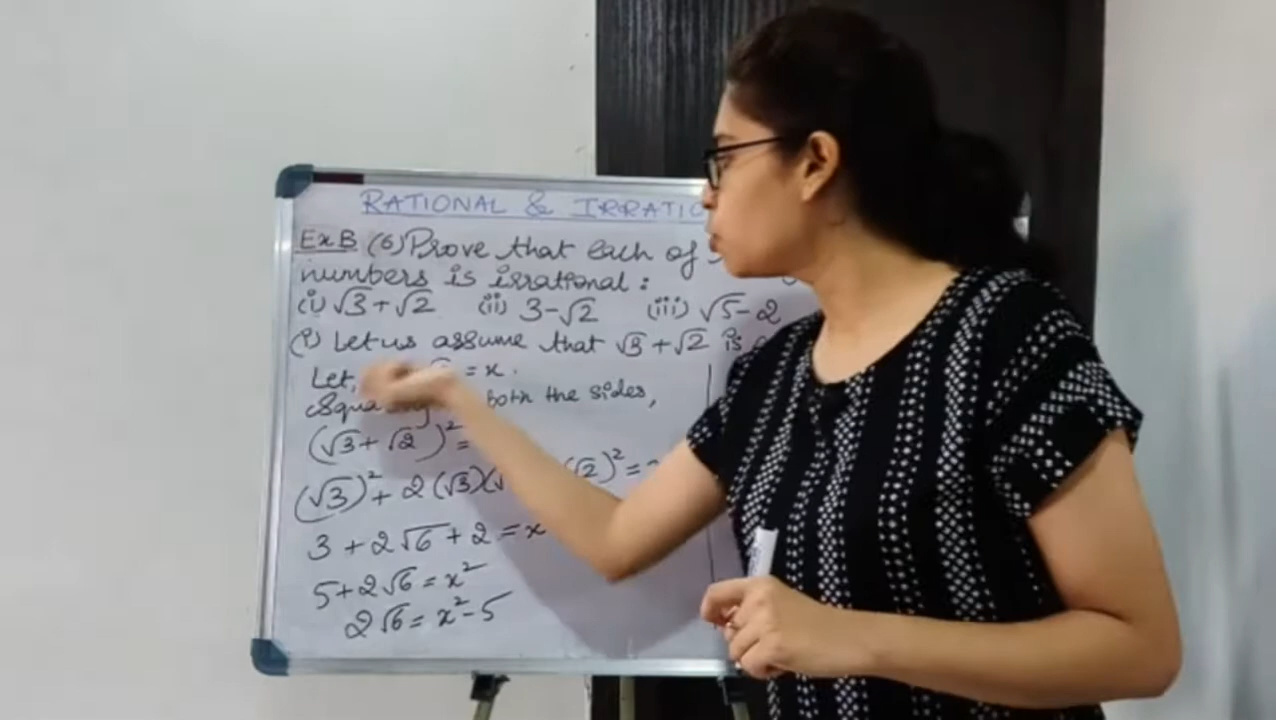 RATIONAL & IRRATIO
Ex B (6) Prove that each of
numbers is irrational:
(i) √3+√2 (ii) 3-√2 (iii) √5-2
(i) Let us assume that √3+√2 is
Let, = x.
both the sides,
(√3+√2)² =
(√3)²+2(√3)( √2)² =
3+2√6+2=x
5+2√6=x²
2√6=x²-5